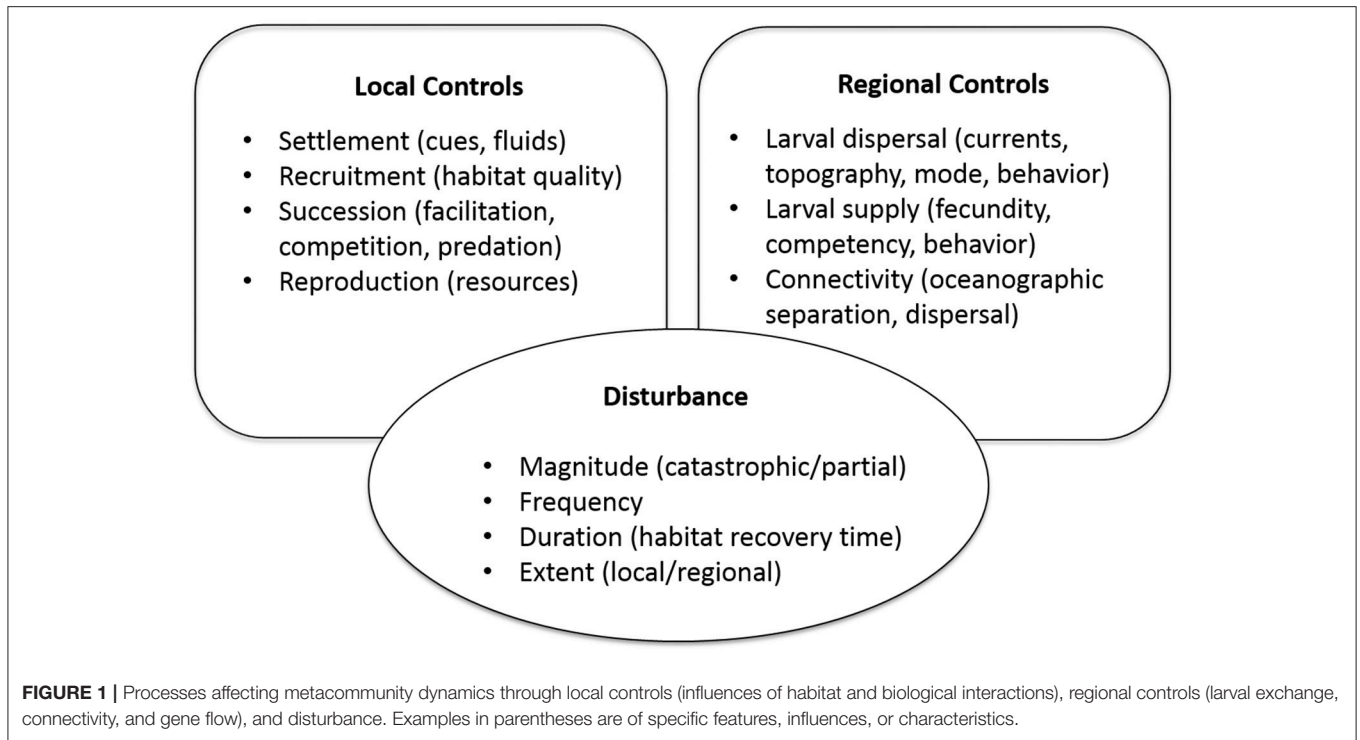 Local Controls
• Settlement (cues, fluids)
• Recruitment (habitat quality)
• Succession (facilitation,
competition, predation)
• Reproduction (resources)
Regional Controls
• Larval dispersal (currents,
topography, mode, behavior)
• Larval supply (fecundity,
competency, behavior)
• Connectivity (oceanographic
separation, dispersal)
Disturbance
• Magnitude (catastrophic/partial)
• Frequency
• Duration (habitat recovery time)
• Extent (local/regional)
FIGURE 1 | Processes affecting metacommunity dynamics through local controls (influences of habitat and biological interactions), regional controls (larval exchange,
connectivity, and gene flow), and disturbance. Examples in parentheses are of specific features, influences, or characteristics.